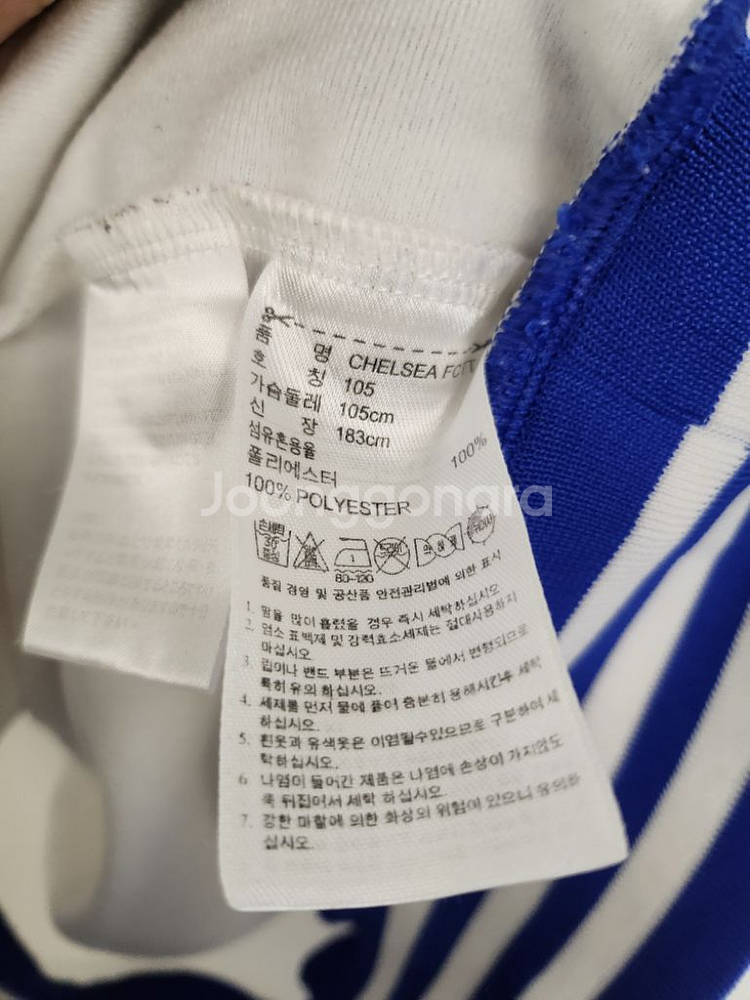 품 명 CHELSEA FC TT
호 칭 105
가슴둘레 105cm
신 장 183cm
섬유혼용율
폴리에스터 100%
100% POLYESTER
Joonggonara
손세탁
30
중성
80-120
품질 경영 및 공산품 안전관리법에 의한 표시
1. 땀을 많이 흘렸을 경우 즉시 세탁하십시오
2. 염소 표백제 및 강력효소세제는 절대사용하지
마십시오
3. 립이나 밴드 부분은 뜨거운 물에서 변형되므로
특히 유의 하십시오.
4. 세제를 먼저 물에 풀어 충분히 용해시킨후 세탁
하십시오.
5. 흰옷과 유색옷은 이염될수있으므로 구분하여 세
탁하십시오.
6 나염이 들어간 제품은 나염에 손상이 가지않도
록 뒤집어서 세탁 하십시오.
7. 강한 마찰에 의한 화상의 위험이 있으니 유의하
십시오.